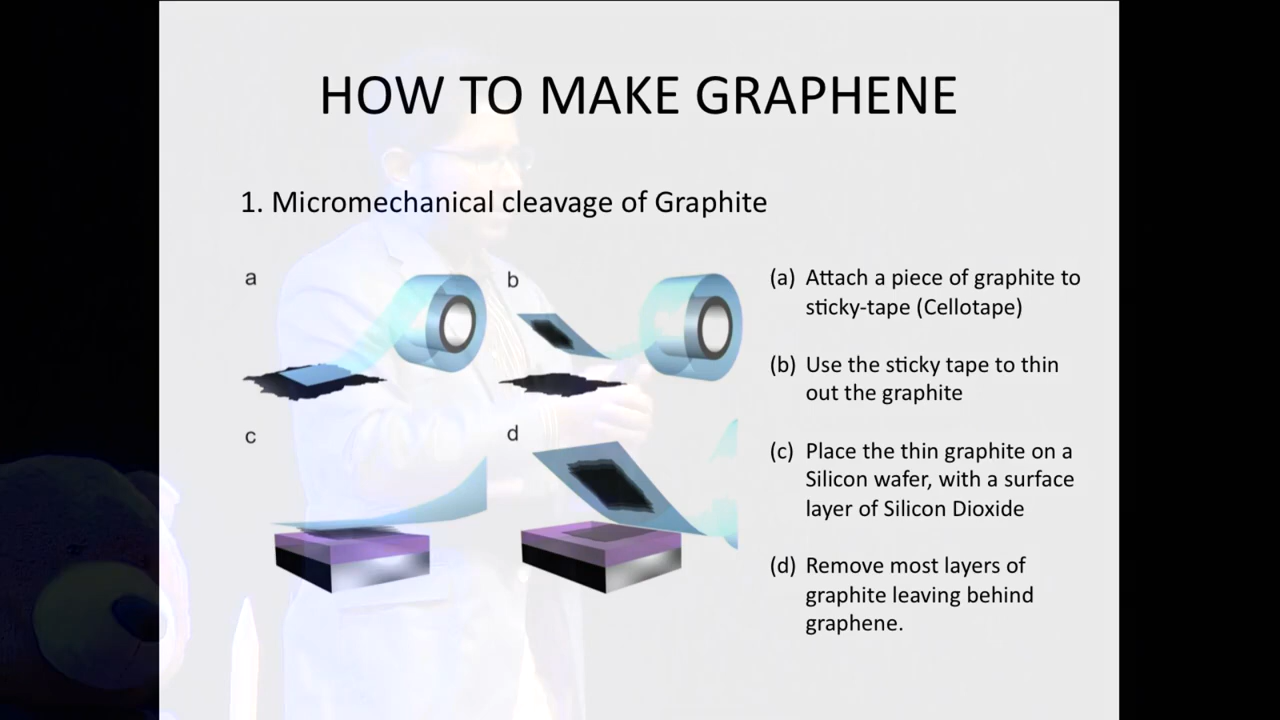 HOW TO MAKE GRAPHENE
1. Micromechanical cleavage of Graphite
a
b
c
d
(a) Attach a piece of graphite to
sticky-tape (Cellotape)
(b) Use the sticky tape to thin
out the graphite
(c) Place the thin graphite on a
Silicon wafer, with a surface
layer of Silicon Dioxide
(d) Remove most layers of
graphite leaving behind
graphene.